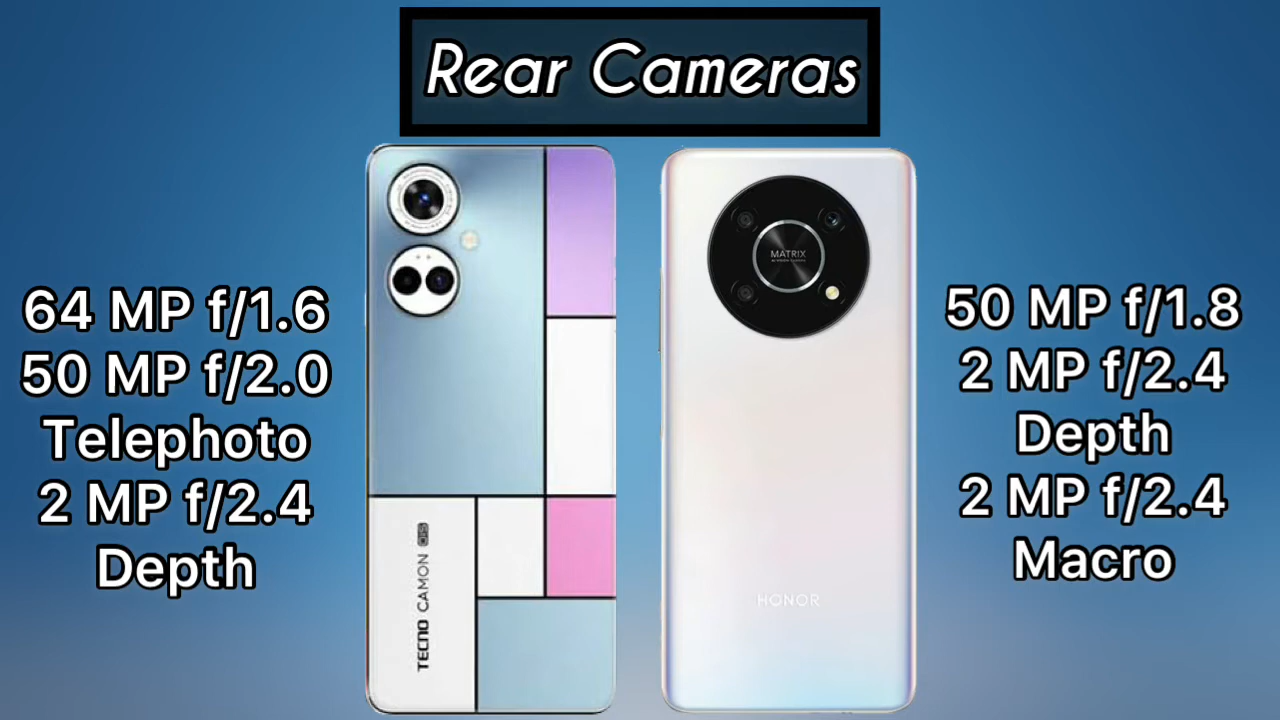 Rear Cameras
64 MP f/1.6
50 MP f/2.0
Telephoto
2 MP f/2.4
Depth
TECNO CAMON OIS
MATRIX
HONOR
50 MP f/1.8
2 MP f/2.4
Depth
2 MP f/2.4
Macro